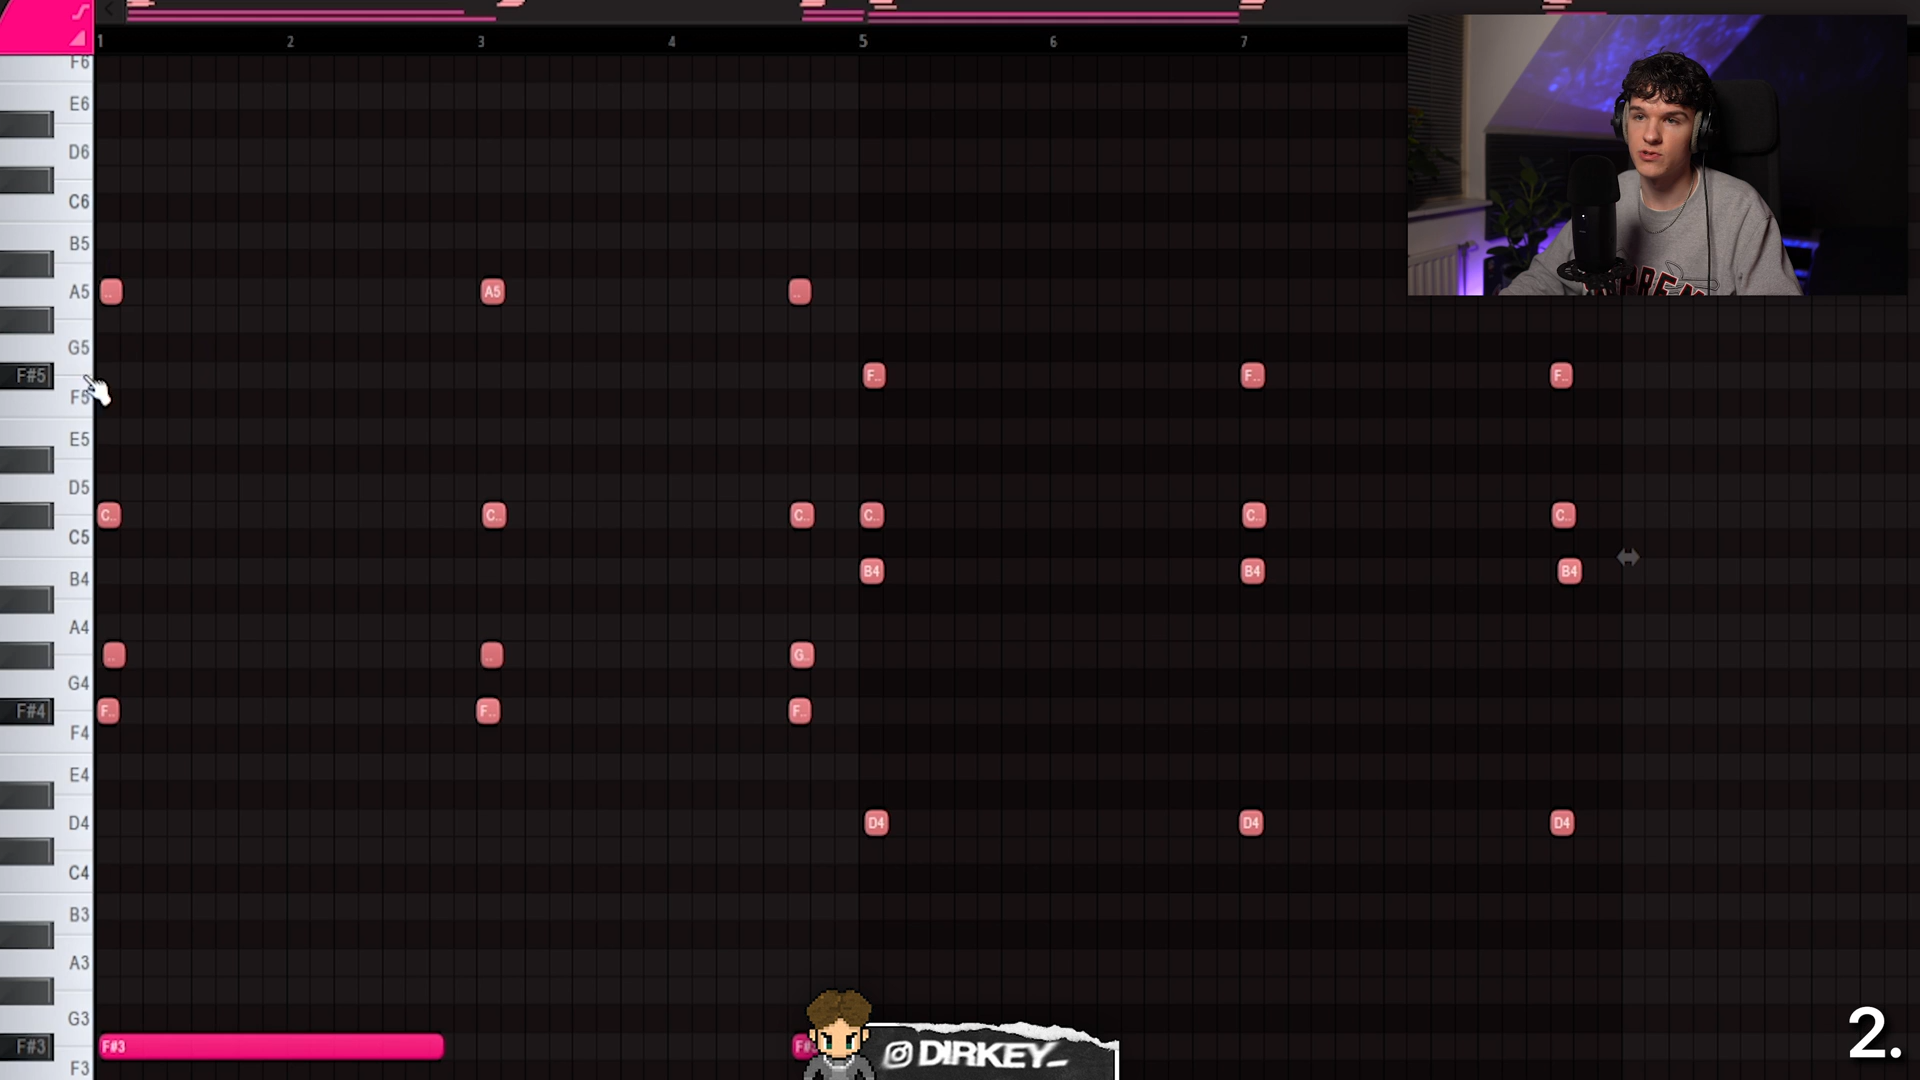 1 2 3 4 5 6 7
F6
E6
D6
C6
B5
A5 .. A5 ..
G5
F#5 F.. F.. F..
F5
E5
D5
C.. C.. C.. C.. C.. C..
C5
B4 B4 B4 B4
A4
.. .. G..
G4
F#4 F.. F.. F..
F4
E4
D4 D4 D4 D4
C4
B3
A3
G3
F#3 F#3 F#
F3
DIRKEY_
2.